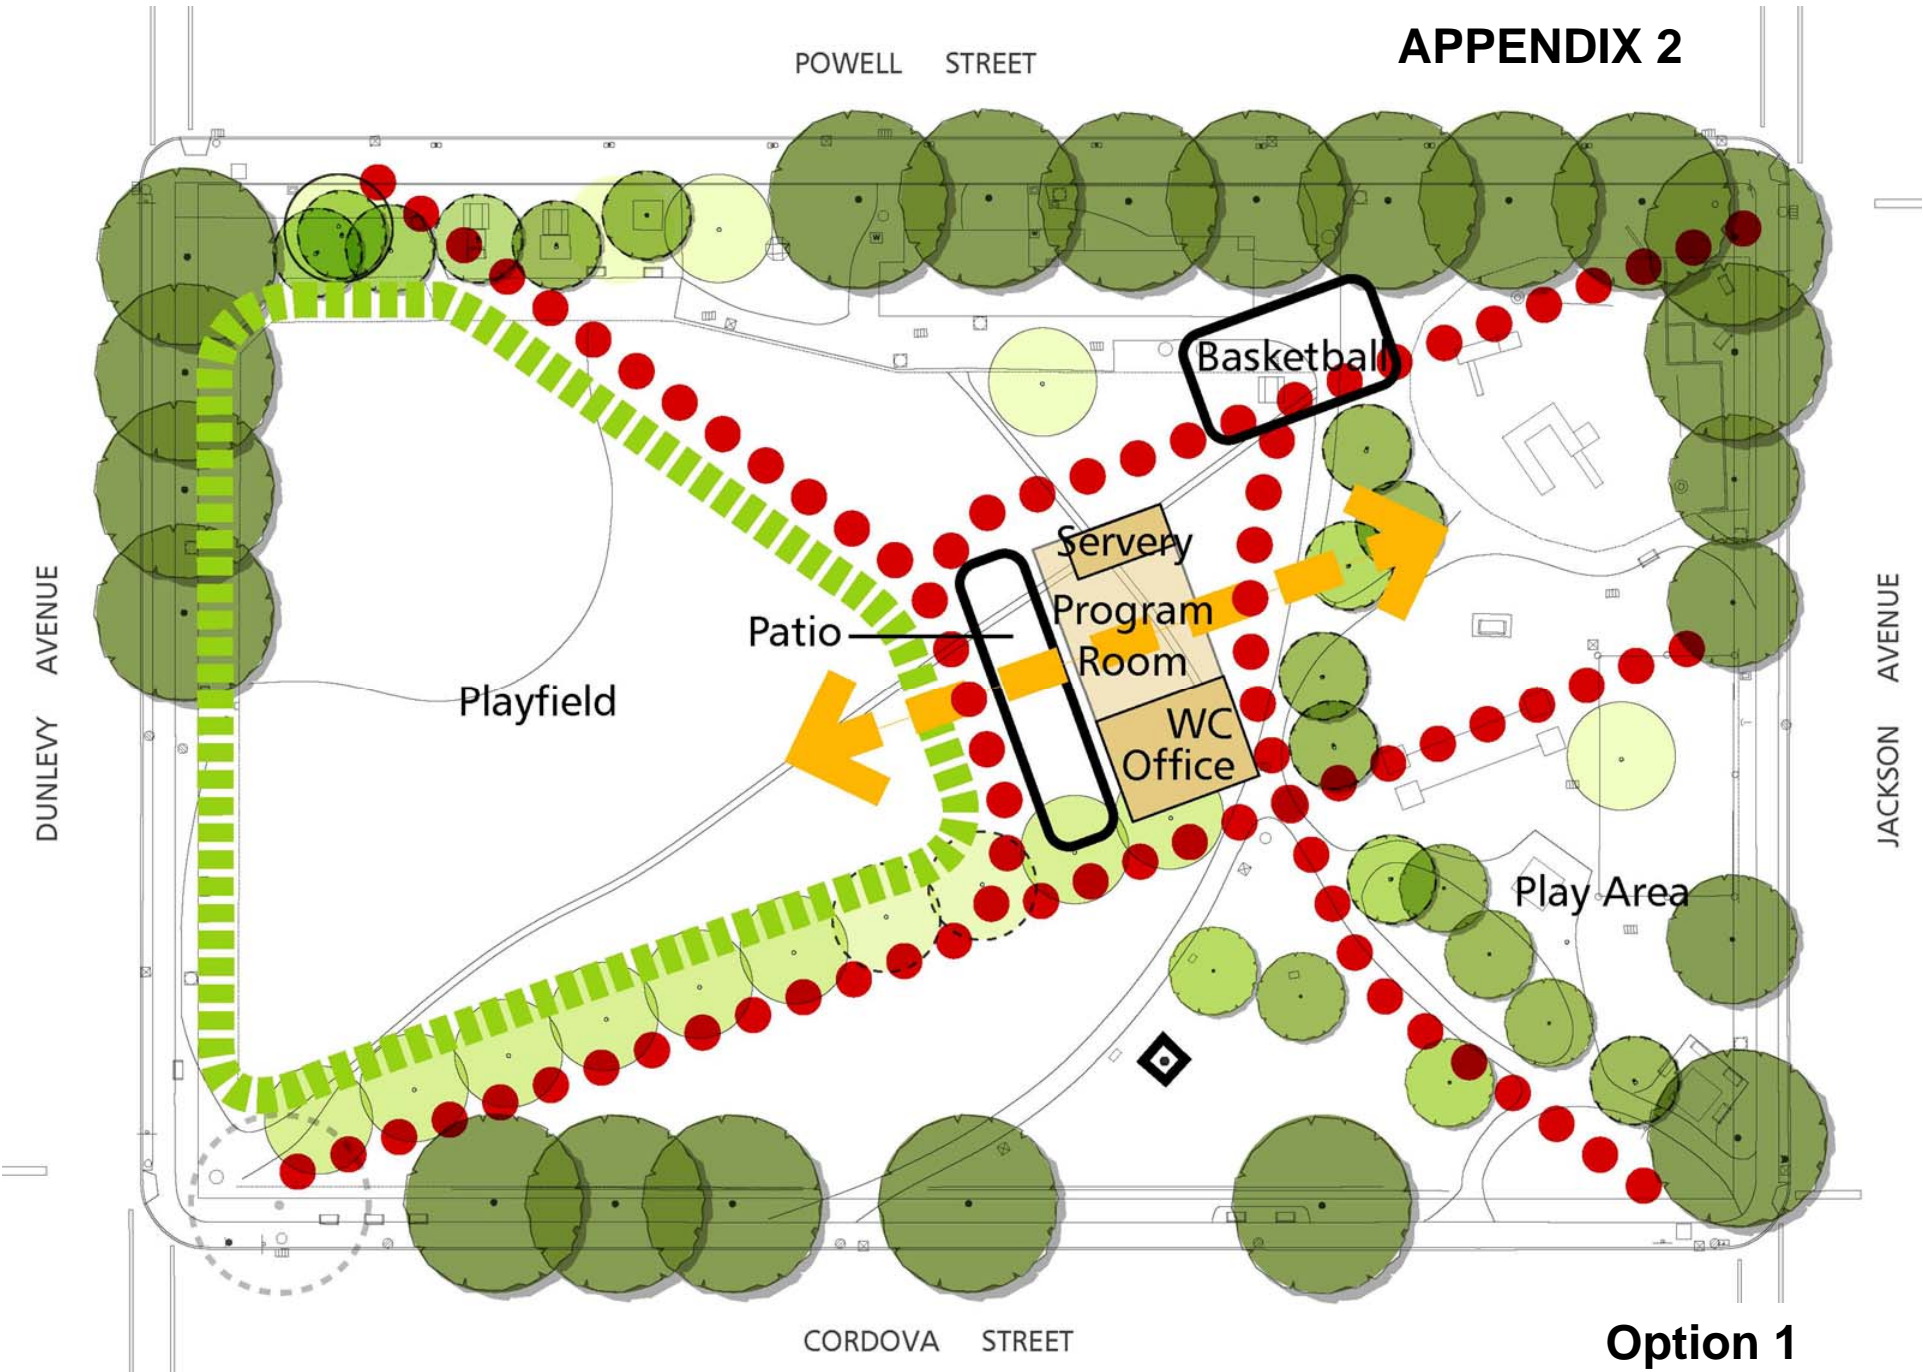 APPENDIX 2
POWELL STREET
Basketball
Servery
Program
Room
Patio
Playfield
WC
Office
DUNLEVY AVENUE
JACKSON AVENUE
Play Area
CORDOVA STREET
Option 1